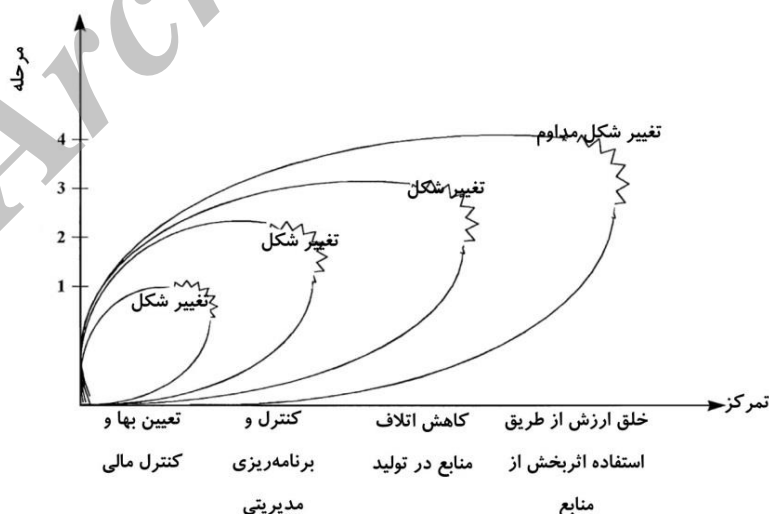 Arc
مرحله
4
3
2
1
تغییر شکل مداوم
تغییر شکل
تغییر شکل
تغییر شکل
تمرکز
تعیین بها و
کنترل مالی
کنترل و
برنامه‌ریزی
مدیریتی
کاهش اتلاف
منابع در تولید
خلق ارزش از طریق
استفاده اثربخش از
منابع